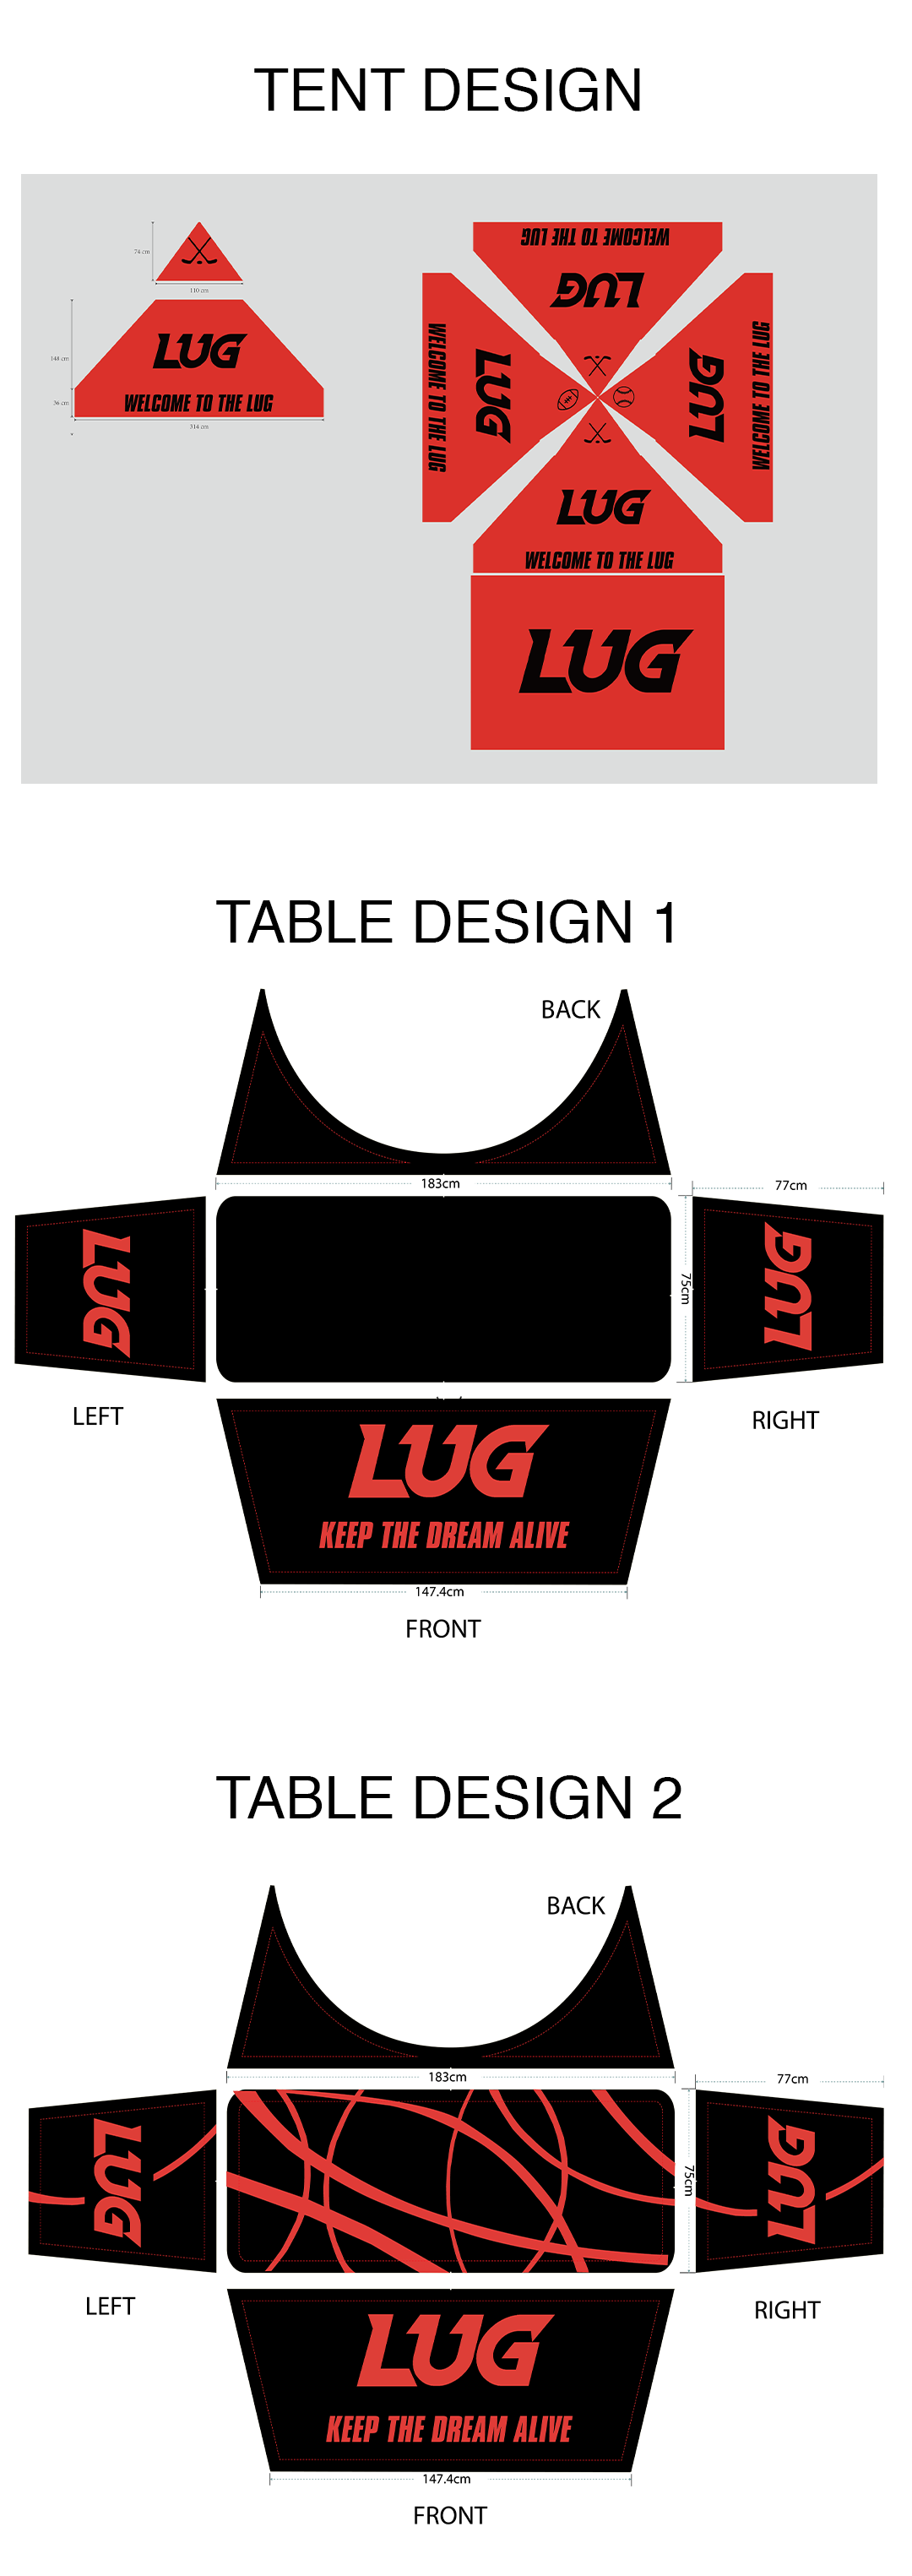 TENT DESIGN
74 cm
110 cm
LUG
WELCOME TO THE LUG
36 cm
314 cm
WELCOME TO THE LUG
LUG
WELCOME TO THE LUG
LUG
LUG
WELCOME TO THE LUG
LUG
WELCOME TO THE LUG
LUG
TABLE DESIGN 1
BACK
183cm
77cm
LUG
75cm
LUG
LEFT
RIGHT
LUG
KEEP THE DREAM ALIVE
147.4cm
FRONT
TABLE DESIGN 2
BACK
183cm
77cm
LUG
75cm
LUG
LEFT
RIGHT
LUG
KEEP THE DREAM ALIVE
147.4cm
FRONT